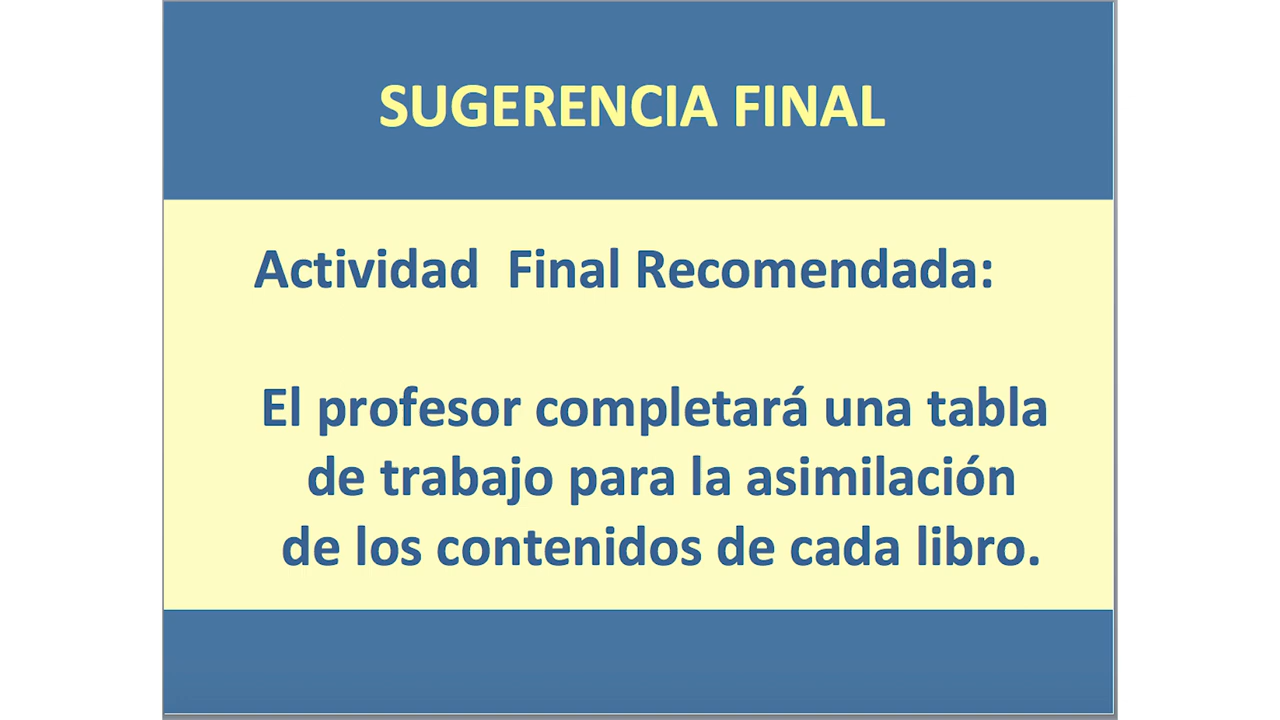 SUGERENCIA FINAL
Actividad  Final Recomendada:
El profesor completará una tabla
de trabajo para la asimilación
de los contenidos de cada libro.